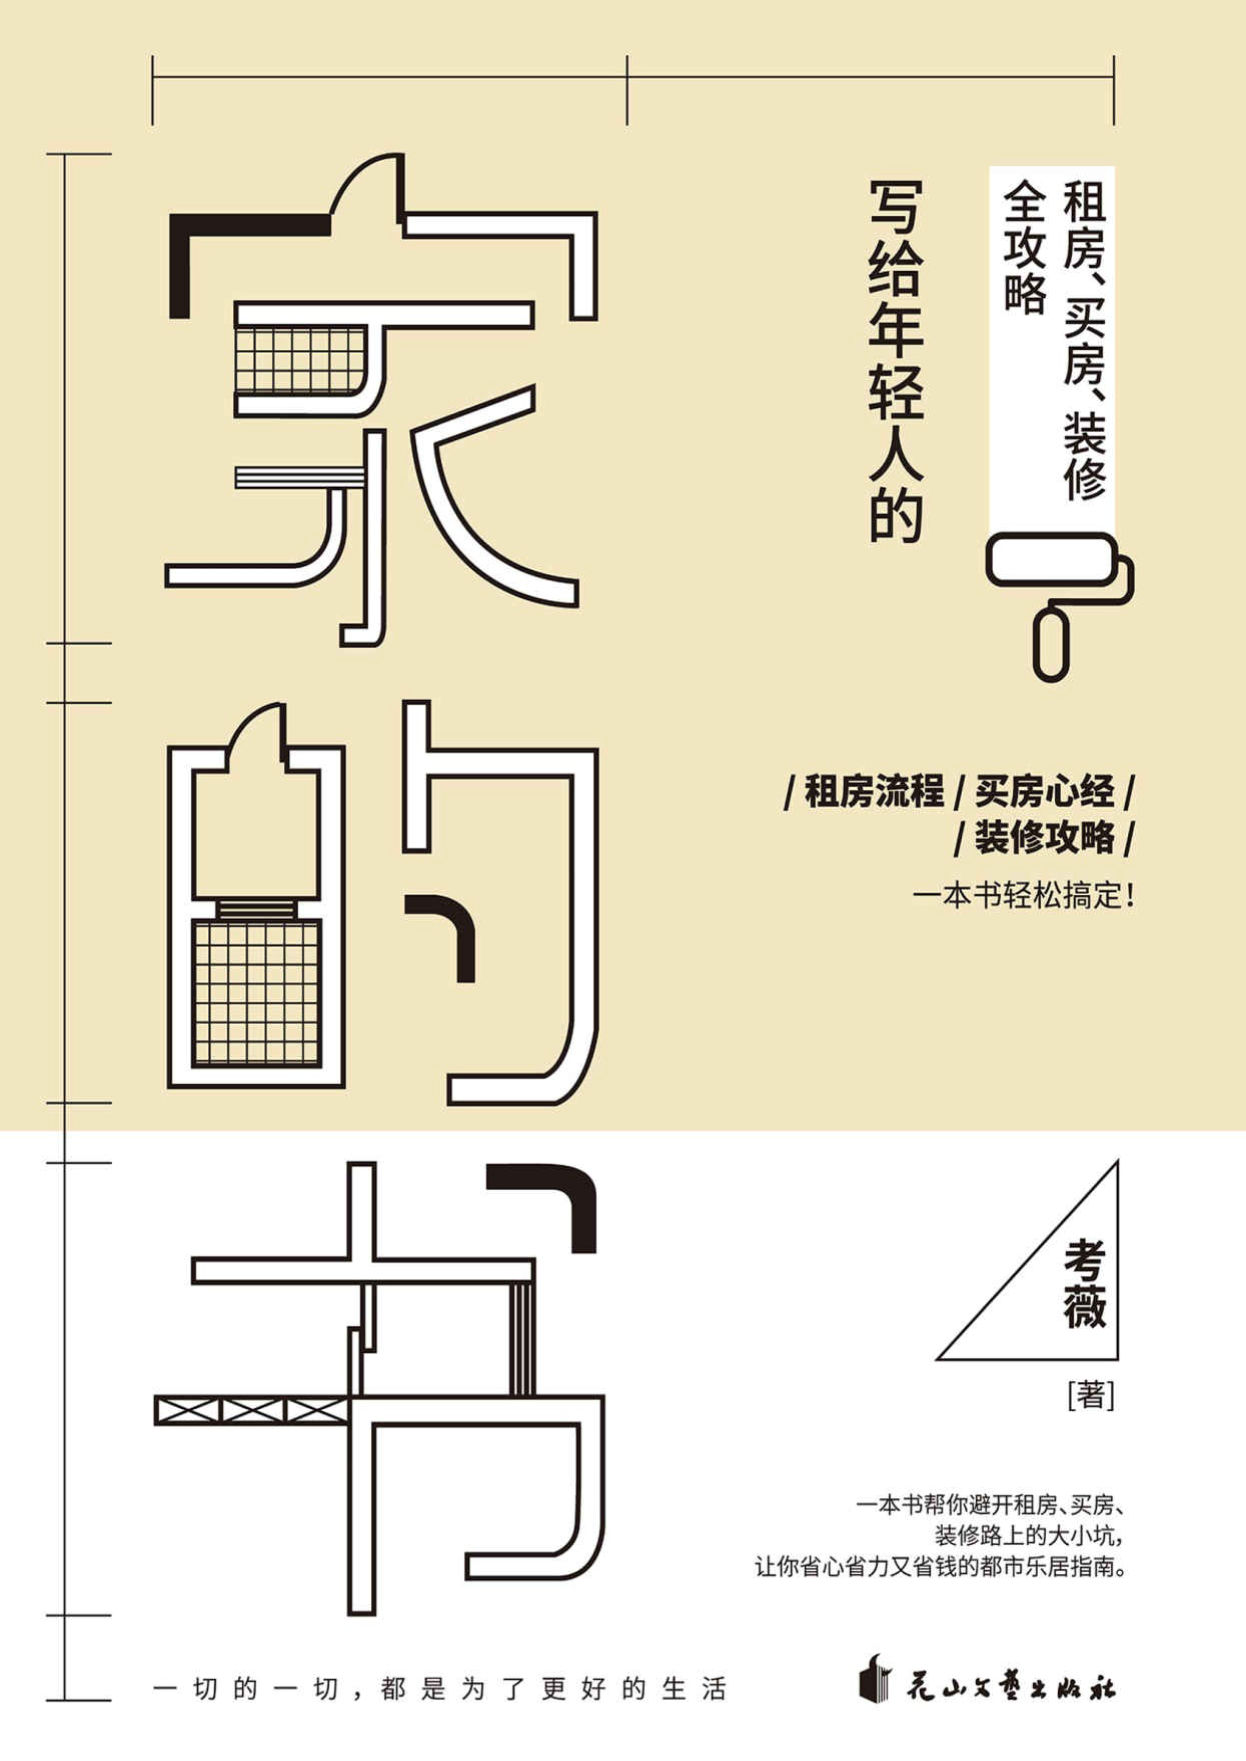 租房、买房、装修
全攻略
写给年轻人的
家的书
/ 租房流程 / 买房心经 /
/ 装修攻略 /
一本书轻松搞定！
考薇
[著]
一本书帮你避开租房、买房、
装修路上的大小坑，
让你省心省力又省钱的都市乐居指南。
一切的一切，都是为了更好的生活
花山文艺出版社